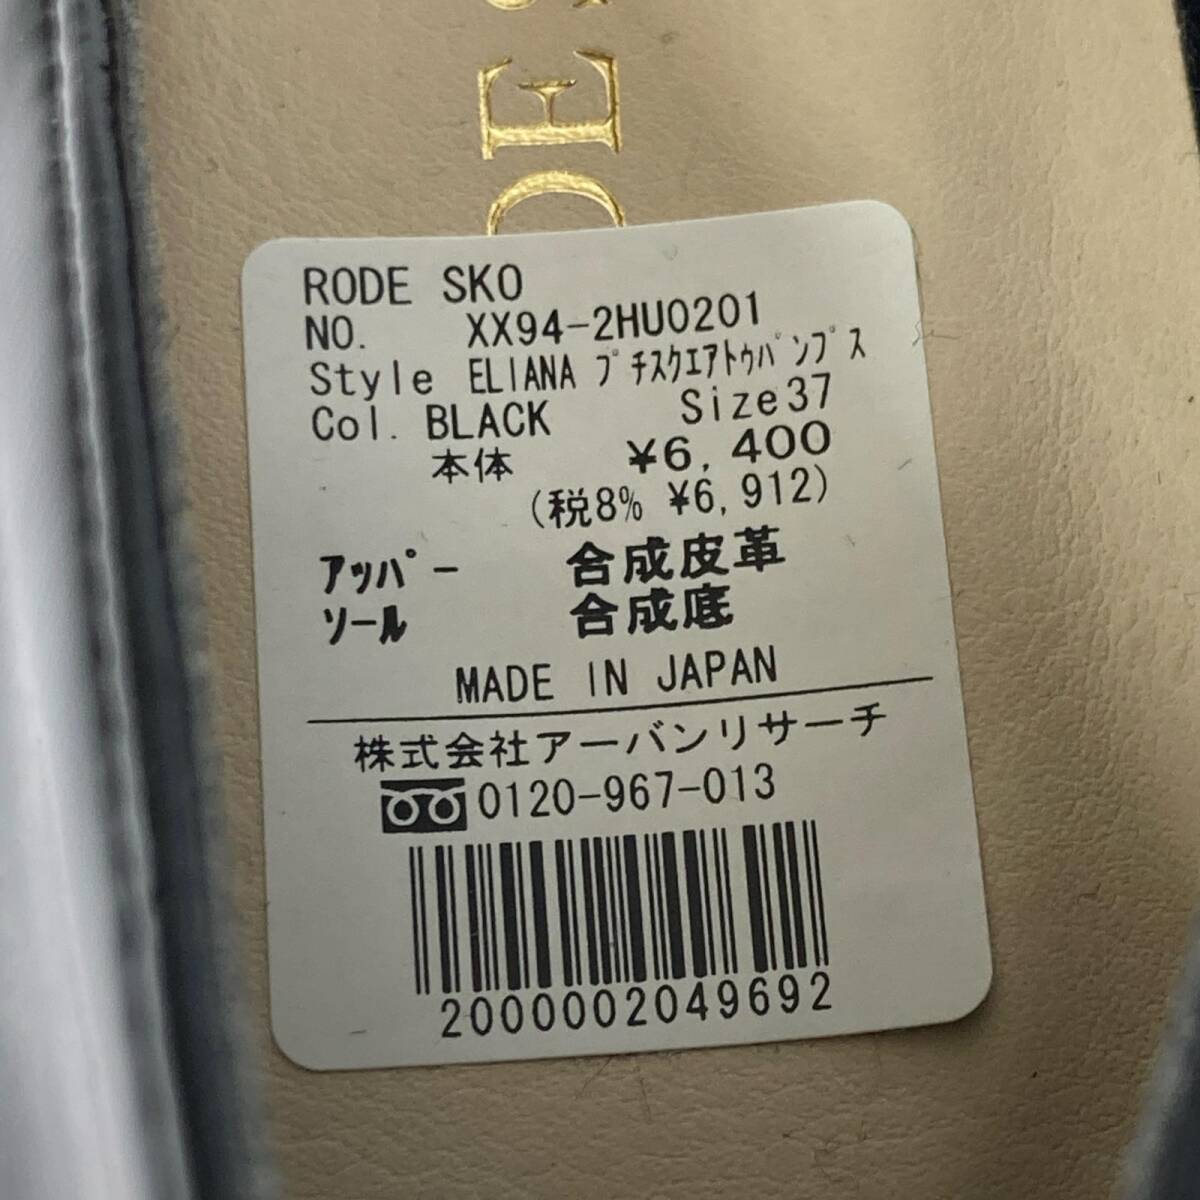 DE
RODE SKO
NO. XX94-2HU0201
Style ELIANA プチスクエアトゥパンプス
Col. BLACK Size37
本体 ¥6,400
(税8% ¥6,912)
アッパー 合成皮革
ソール 合成底
MADE IN JAPAN
株式会社アーバンリサーチ
0120-967-013
2000002049692